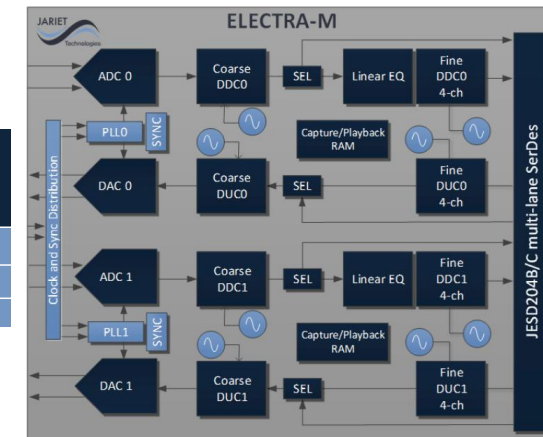 JARIET
Technologies
ELECTRA-M
ADC 0
Coarse
DDC0
SEL
Linear EQ
Fine
DDC0
4-ch
PLL0
SYNC
Capture/Playback
RAM
DAC 0
Coarse
DUC0
SEL
Fine
DUC0
4-ch
Clock and Sync Distribution
ADC 1
Coarse
DDC1
SEL
Linear EQ
Fine
DDC1
4-ch
PLL1
SYNC
Capture/Playback
RAM
DAC 1
Coarse
DUC1
SEL
Fine
DUC1
4-ch
JESD204B/C multi-lane SerDes